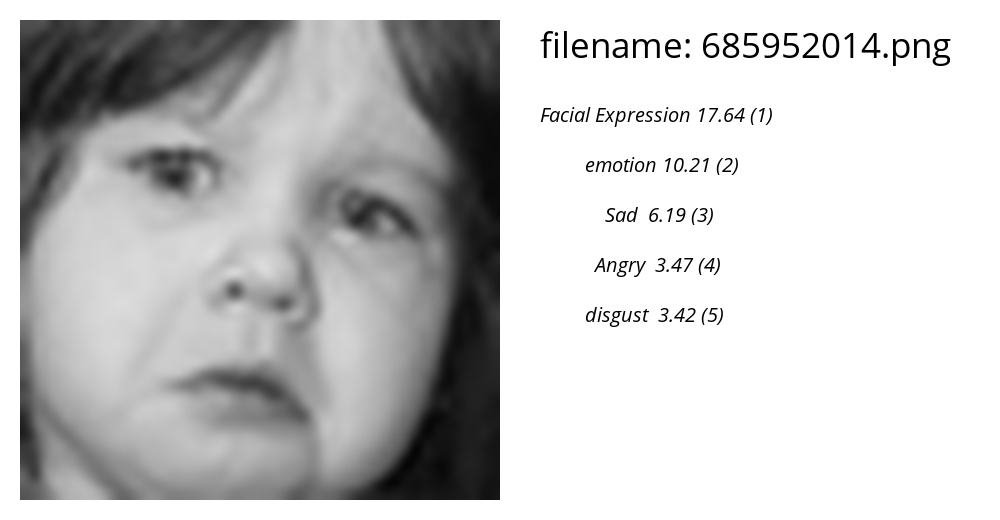 filename: 685952014.png
Facial Expression 17.64 (1)
emotion 10.21 (2)
Sad 6.19 (3)
Angry 3.47 (4)
disgust 3.42 (5)